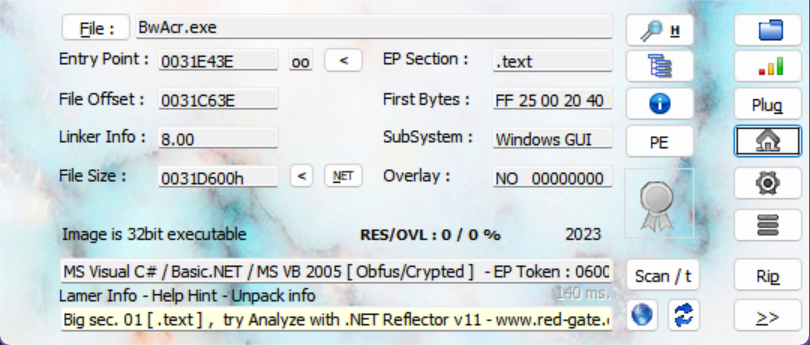 File : BwAcr.exe H
Entry Point : 0031E43E oo < EP Section : .text
File Offset : 0031C63E First Bytes : FF 25 00 20 40 Plug
Linker Info : 8.00 SubSystem : Windows GUI PE
File Size : 0031D600h < NET Overlay : NO 00000000
Image is 32bit executable RES/OVL : 0 / 0 % 2023
MS Visual C# / Basic.NET / MS VB 2005 [ Obfus/Crypted ] - EP Token : 0600 Scan / t Rip
Lamer Info - Help Hint - Unpack info 140 ms.
Big sec. 01 [ .text ] , try Analyze with .NET Reflector v11 - www.red-gate. >>